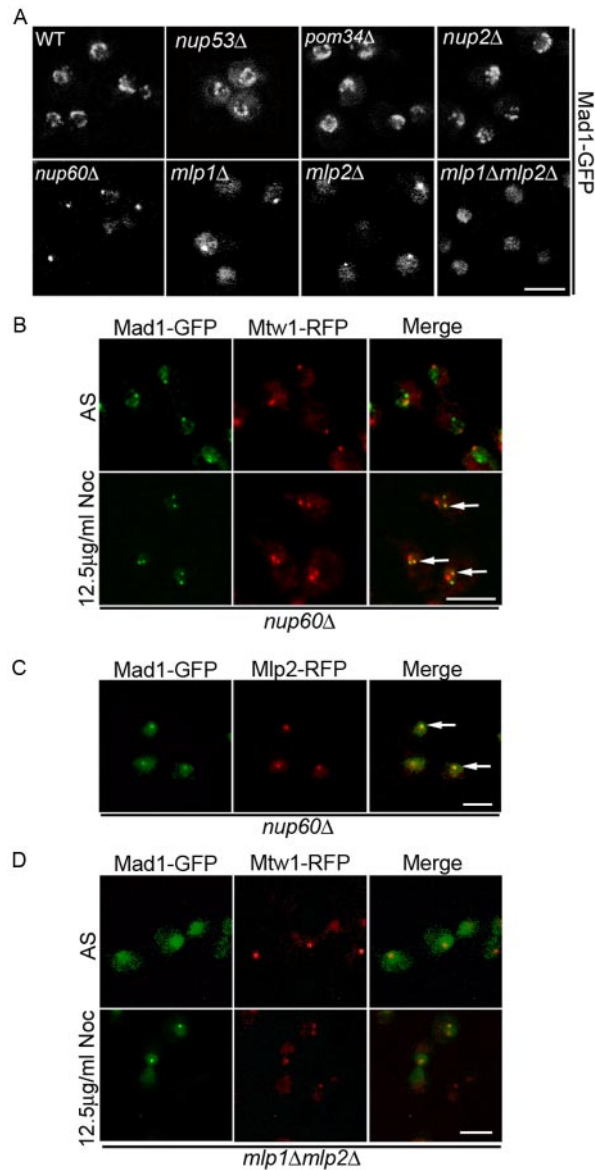 A
WT
nup53Δ
pom34Δ
nup2Δ
nup60Δ
mlp1Δ
mlp2Δ
mlp1Δmlp2Δ
Mad1-GFP
B
Mad1-GFP Mtw1-RFP Merge
AS
12.5µg/ml Noc
nup60Δ
C
Mad1-GFP Mlp2-RFP Merge
nup60Δ
D
Mad1-GFP Mtw1-RFP Merge
AS
12.5µg/ml Noc
mlp1Δmlp2Δ